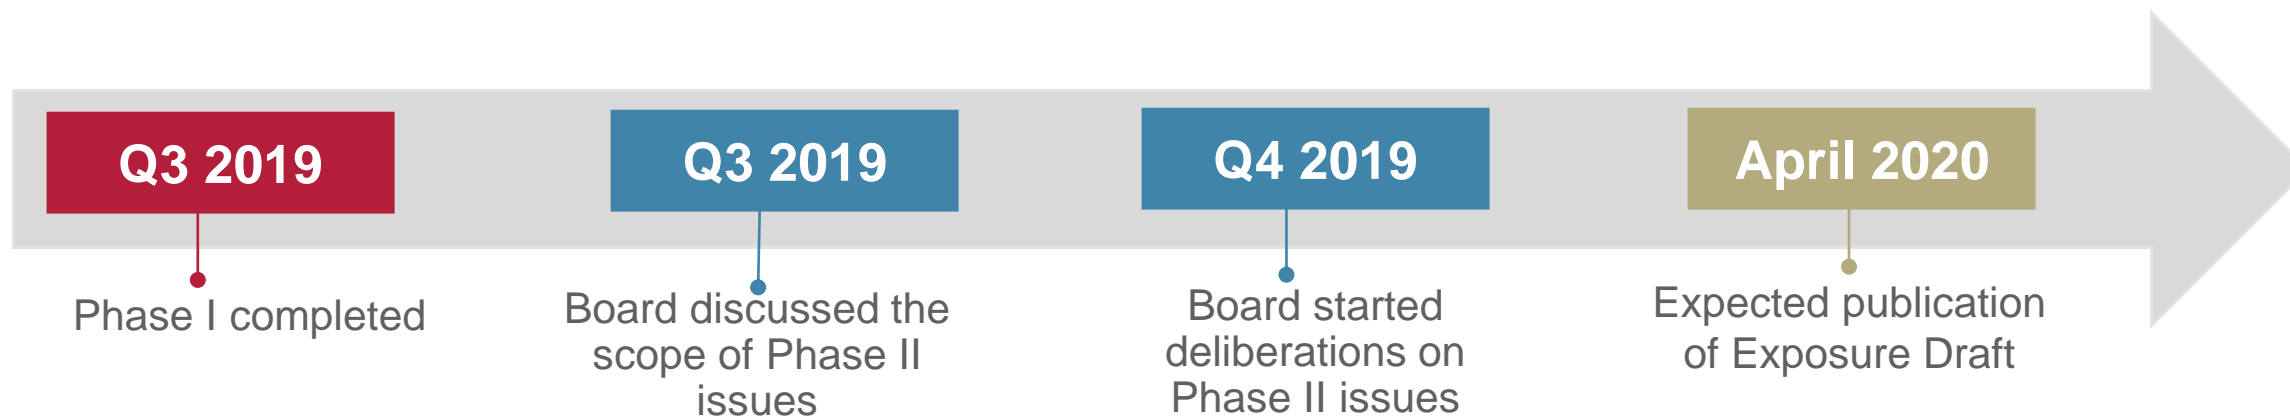 Q3 2019
Phase I completed
Q3 2019
Board discussed the
scope of Phase II
issues
Q4 2019
Board started
deliberations on
Phase II issues
April 2020
Expected publication
of Exposure Draft